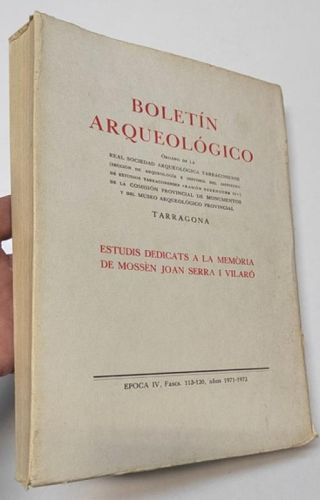 BOLETÍN
ARQUEOLÓGICO
ÓRGANO DE LA
REAL SOCIEDAD ARQUEOLÓGICA TARRACONENSE
(SECCIÓN DE ARQUEOLOGÍA E HISTORIA DEL INSTITUTO
DE ESTUDIOS TARRACONENSES «RAMÓN BERENGUER IV»)
DE LA COMISIÓN PROVINCIAL DE MONUMENTOS
Y DEL MUSEO ARQUEOLÓGICO PROVINCIAL
TARRAGONA
ESTUDIS DEDICATS A LA MEMÒRIA
DE MOSSÈN JOAN SERRA I VILARÓ
EPOCA IV, Fascs. 113-120, años 1971-1972